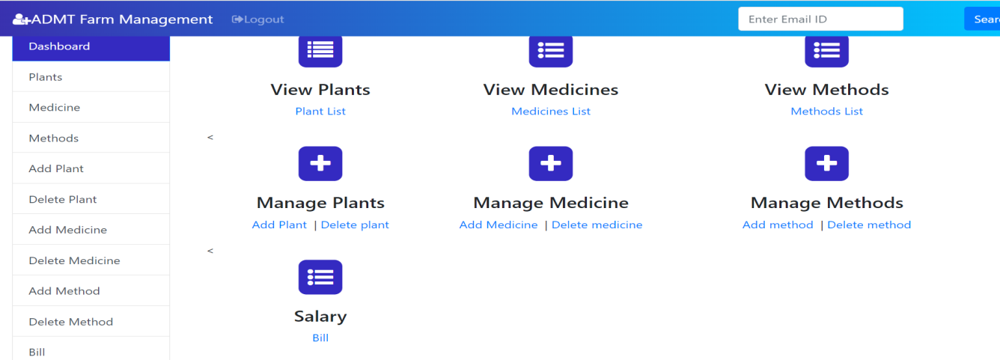 ADMT Farm Management Logout Enter Email ID Sear
Dashboard
Plants
Medicine
Methods
Add Plant
Delete Plant
Add Medicine
Delete Medicine
Add Method
Delete Method
Bill
View Plants
Plant List
View Medicines
Medicines List
View Methods
Methods List
<
Manage Plants
Add Plant | Delete plant
Manage Medicine
Add Medicine | Delete medicine
Manage Methods
Add method | Delete method
<
Salary
Bill